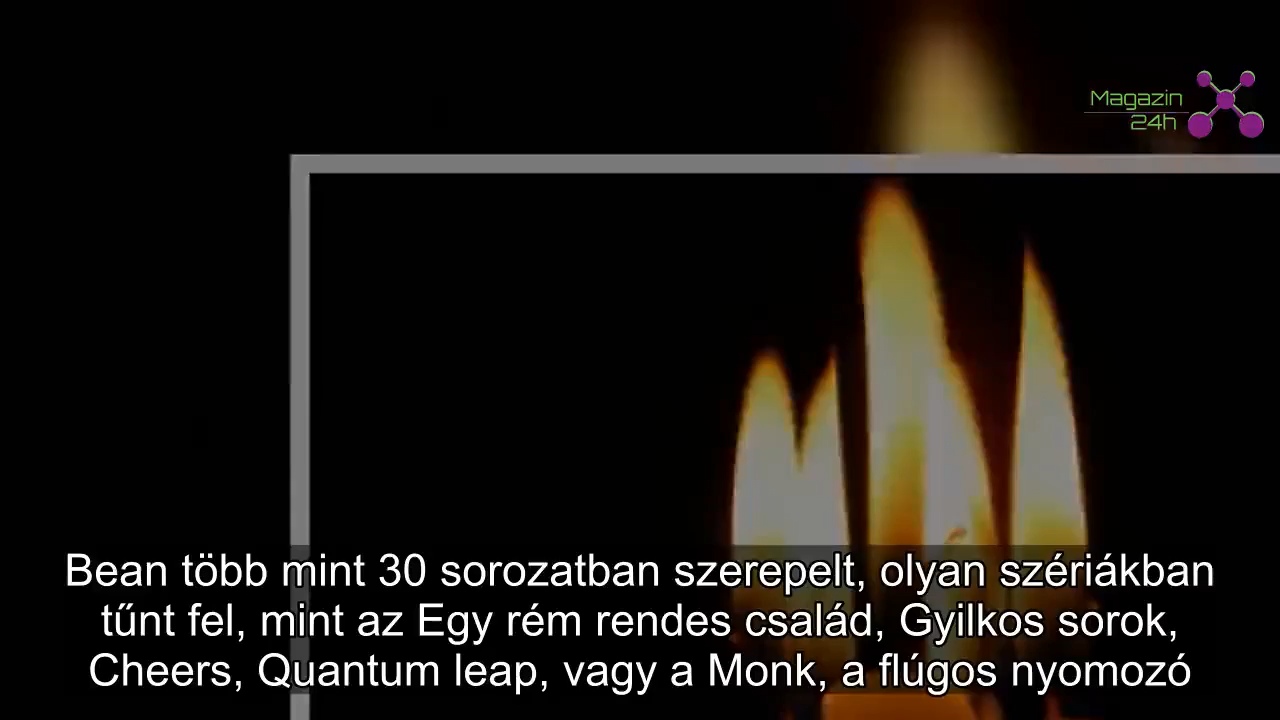 Magazin
24h
Bean több mint 30 sorozatban szerepelt, olyan szériákban
tűnt fel, mint az Egy rém rendes család, Gyilkos sorok,
Cheers, Quantum leap, vagy a Monk, a flúgos nyomozó